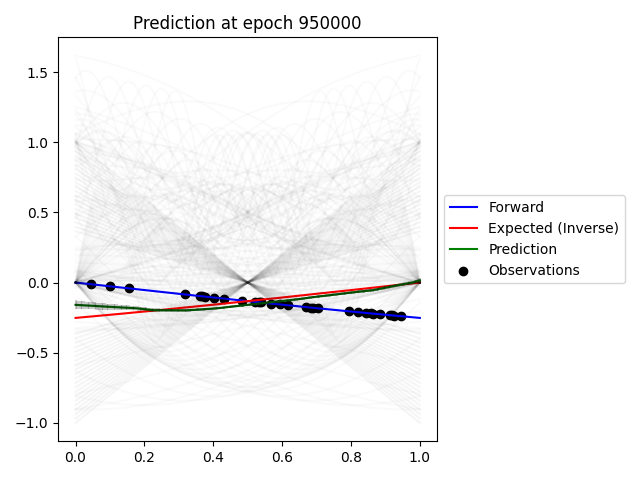 Prediction at epoch 950000
1.5
1.0
0.5
0.0
−0.5
−1.0
0.0 0.2 0.4 0.6 0.8 1.0
Forward
Expected (Inverse)
Prediction
Observations